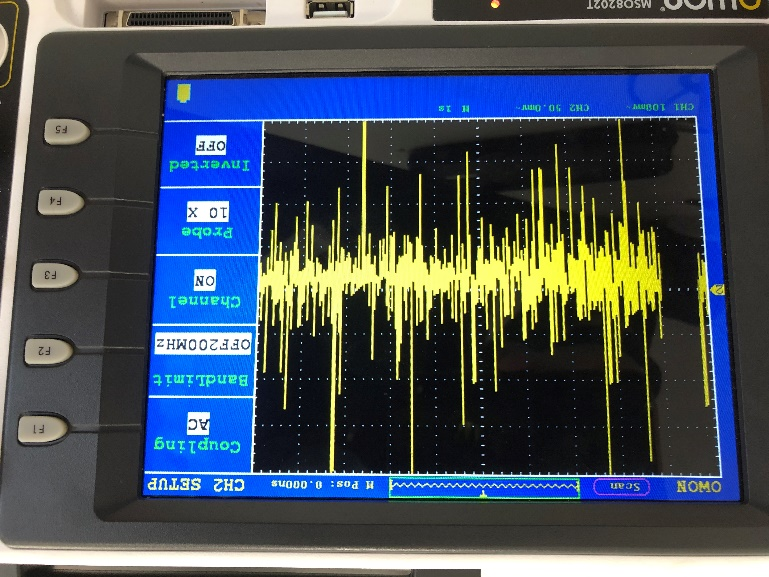 OWON
Scan
M Pos: 0.000ns
CH2 SETUP
Coupling
AC
BandLimit
OFF200MHz
Channel
ON
Probe
10 X
Inverted
OFF
CH1 100mv~
CH2 50.0mv~
M 1s
F1
F2
F3
F4
F5
2
OWON®
MSO8202T